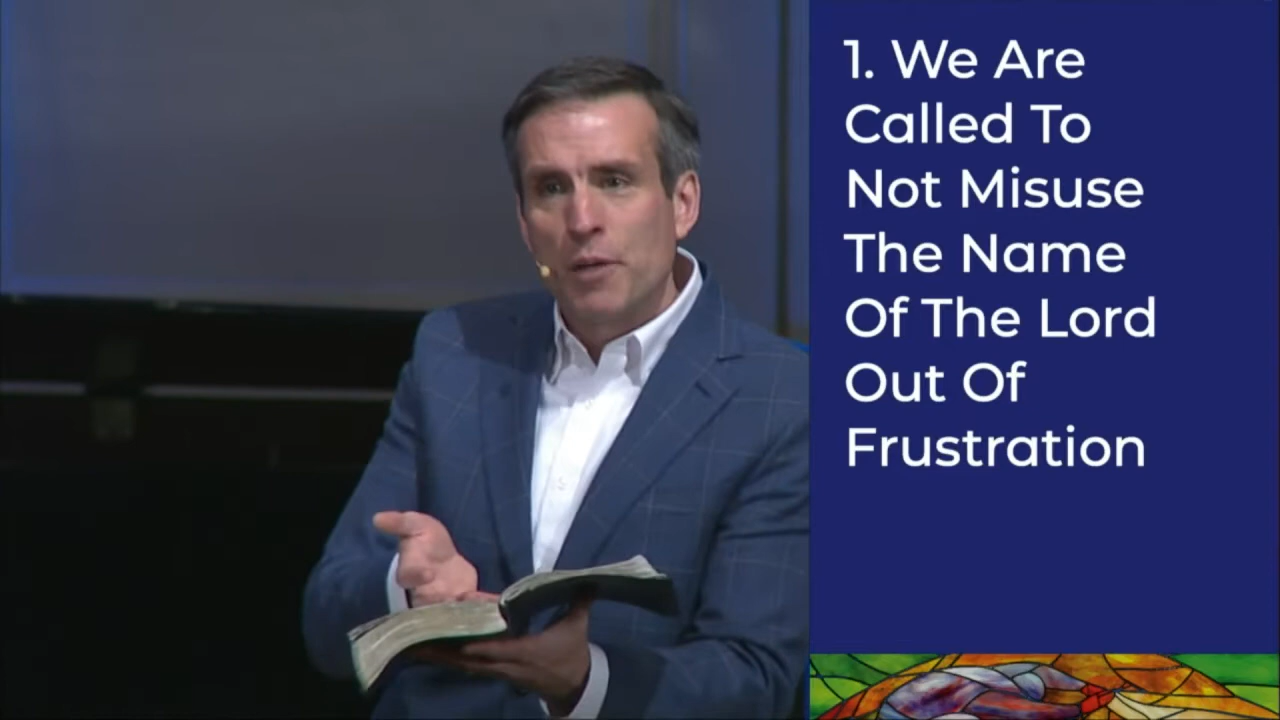 1. We Are
Called To
Not Misuse
The Name
Of The Lord
Out Of
Frustration